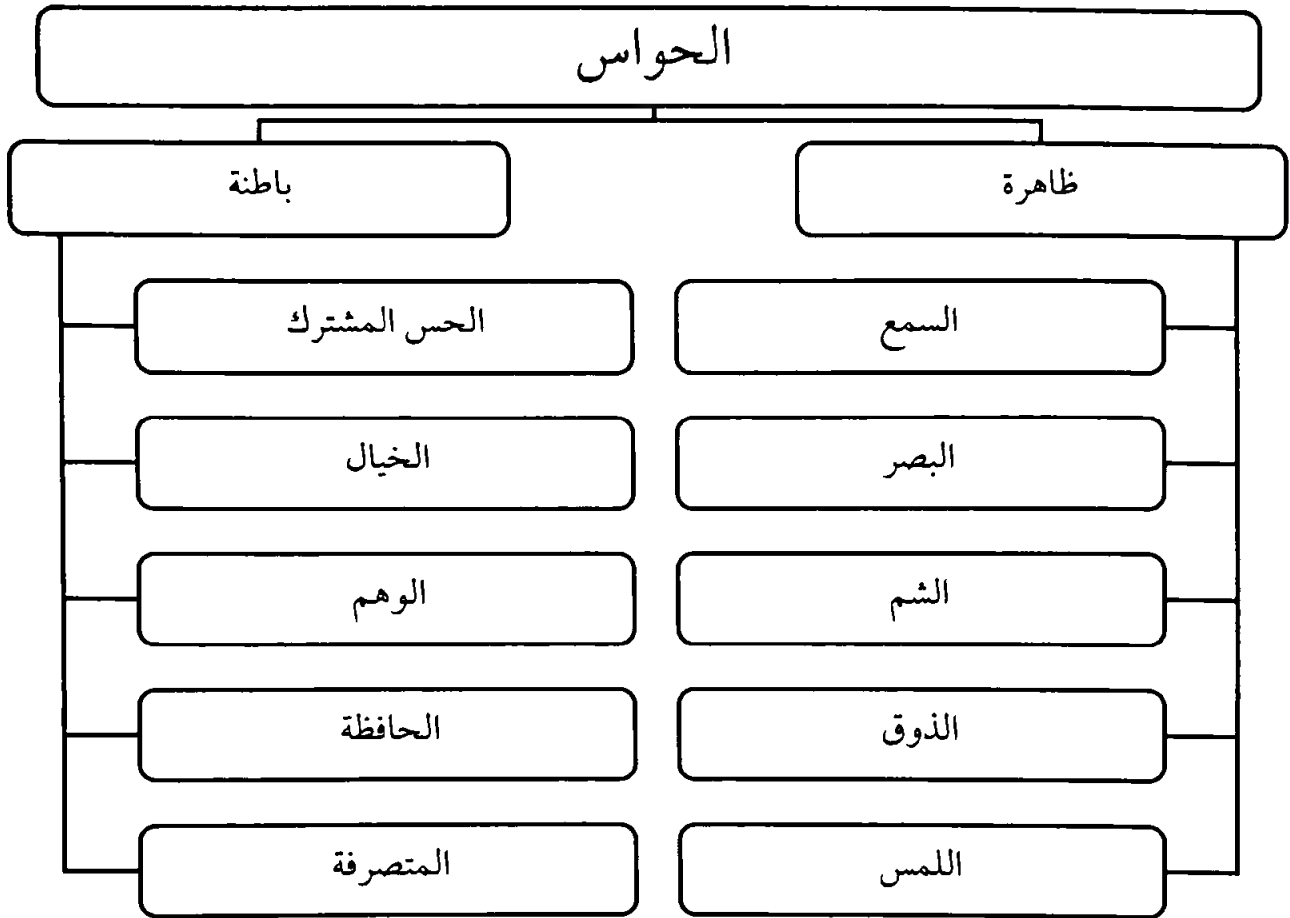 الحواس
ظاهرة
باطنة
السمع
الحس المشترك
البصر
الخيال
الشم
الوهم
الذوق
الحافظة
اللمس
المتصرفة